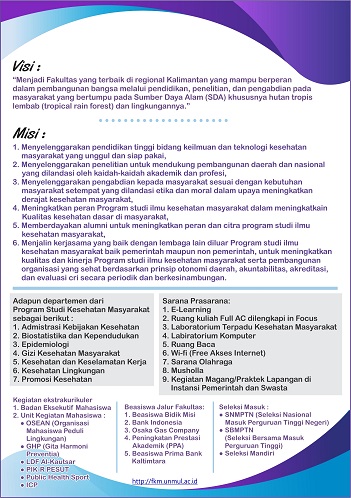 Visi :
"Menjadi Fakultas yang terbaik di regional Kalimantan yang mampu berperan
dalam pembangunan bangsa melalui pendidikan, penelitian, dan pengabdian pada
masyarakat yang bertumpu pada Sumber Daya Alam (SDA) khususnya hutan tropis
lembab (tropical rain forest) dan lingkungannya."
Misi :
1. Menyelenggarakan pendidikan tinggi bidang keilmuan dan teknologi kesehatan
masyarakat yang unggul dan siap pakai,
2. Menyelenggarakan penelitian untuk mendukung pembangunan daerah dan nasional
yang dilandasi oleh kaidah-kaidah akademik dan profesi,
3. Menyelenggarakan pengabdian kepada masyarakat sesuai dengan kebutuhan
masyarakat setempat yang dilandasi etika dan moral dalam upaya meningkatkan
derajat kesehatan masyarakat,
4. Meningkatkan peran Program studi ilmu kesehatan masyarakat dalam meningkatkain
Kualitas kesehatan dasar di masyarakat,
5. Memberdayakan alumni untuk meningkatkan peran dan citra program studi ilmu
kesehatan masyarakat,
6. Menjalin kerjasama yang baik dengan lembaga lain diluar Program studi ilmu
kesehatan masyarakat baik pemerintah maupun non pemerintah, untuk meningkatkan
kualitas dan kinerja Program studi ilmu kesehatan masyarakat serta pembangunan
organisasi yang sehat berdasarkan prinsip otonomi daerah, akuntabilitas, akreditasi,
dan evaluasi cri secara periodik dan berkesinambungan.
Adapun departemen dari
Program Studi Kesehatan Masyarakat
sebagai berikut :
1. Admistrasi Kebijakan Kesehatan
2. Biostatistika dan Kependudukan
3. Epidemiologi
4. Gizi Kesehatan Masyarakat
5. Kesehatan dan Keselamatan Kerja
6. Kesehatan Lingkungan
7. Promosi Kesehatan
Sarana Prasarana:
1. E-Learning
2. Ruang kuliah Full AC dilengkapi in Focus
3. Laboratorium Terpadu Kesehatan Masyarakat
4. Labiratorium Komputer
5. Ruang Baca
6. Wi-fi (Free Akses Internet)
7. Sarana Olahraga
8. Musholla
9. Kegiatan Magang/Praktek Lapangan di
Instansi Pemerintah dan Swasta
Kegiatan ekstrakurikuler
1. Badan Eksekutif Mahasiswa
2. Unit Kegiatan Mahasiswa :
● OSEAN (Organisasi
Mahasiswa Peduli
Lingkungan)
● GHP (Gita Harmoni
Preventia)
● LDF Al-Kautsar
● PIK-R PESUT
● Public Health Sport
● ICP
Beasiswa Jalur Fakultas:
1. Beasiswa Bidik Misi
2. Bank Indonesia
3. Osaka Gas Company
4. Peningkatan Prestasi
Akademik (PPA)
5. Beasiswa Prima Bank
Kaltimtara
http://fkm.unmul.ac.id
Seleksi Masuk :
● SNMPTN (Seleksi Nasional
Masuk Perguruan Tinggi Negeri)
● SBMPTN
(Seleksi Bersama Masuk
Perguruan Tinggi)
● Seleksi Mandiri